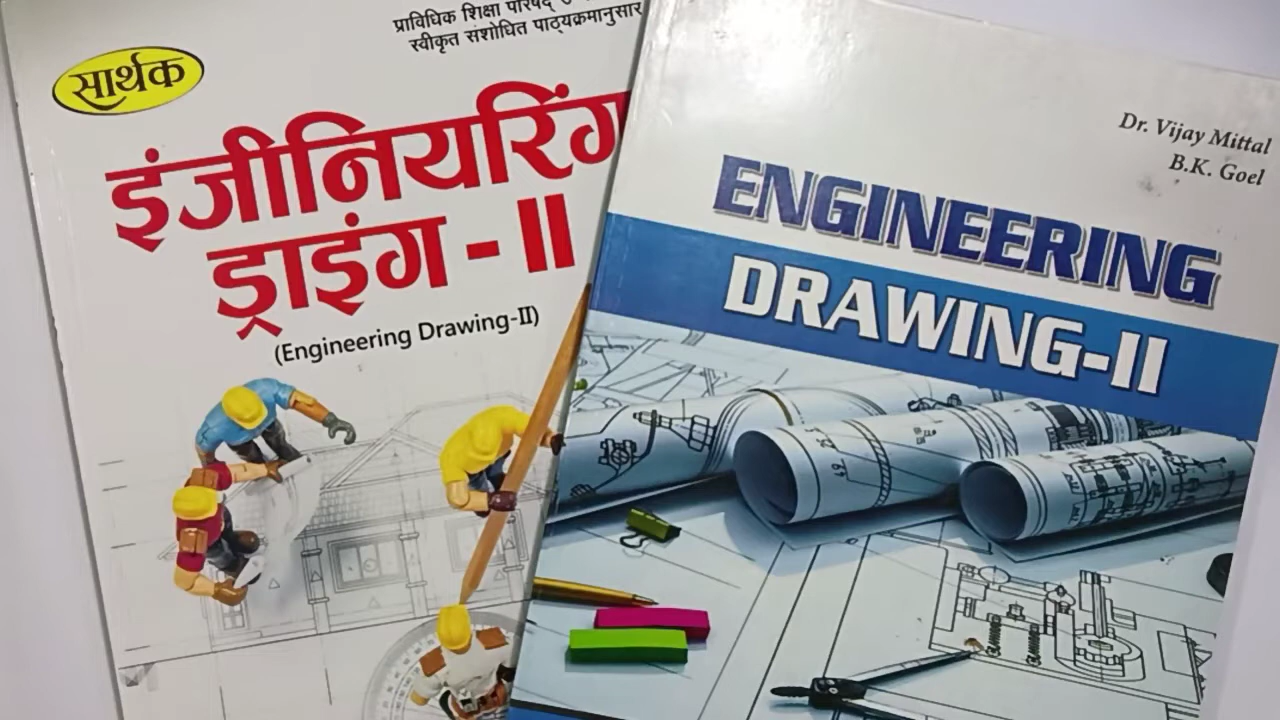 प्राविधिक शिक्षा परिषद्
स्वीकृत संशोधित पाठ्यक्रमानुसार
सार्थक
इंजीनियरिंग
ड्राइंग - II
(Engineering Drawing-II)
Dr. Vijay Mittal
B.K. Goel
ENGINEERING
DRAWING-II